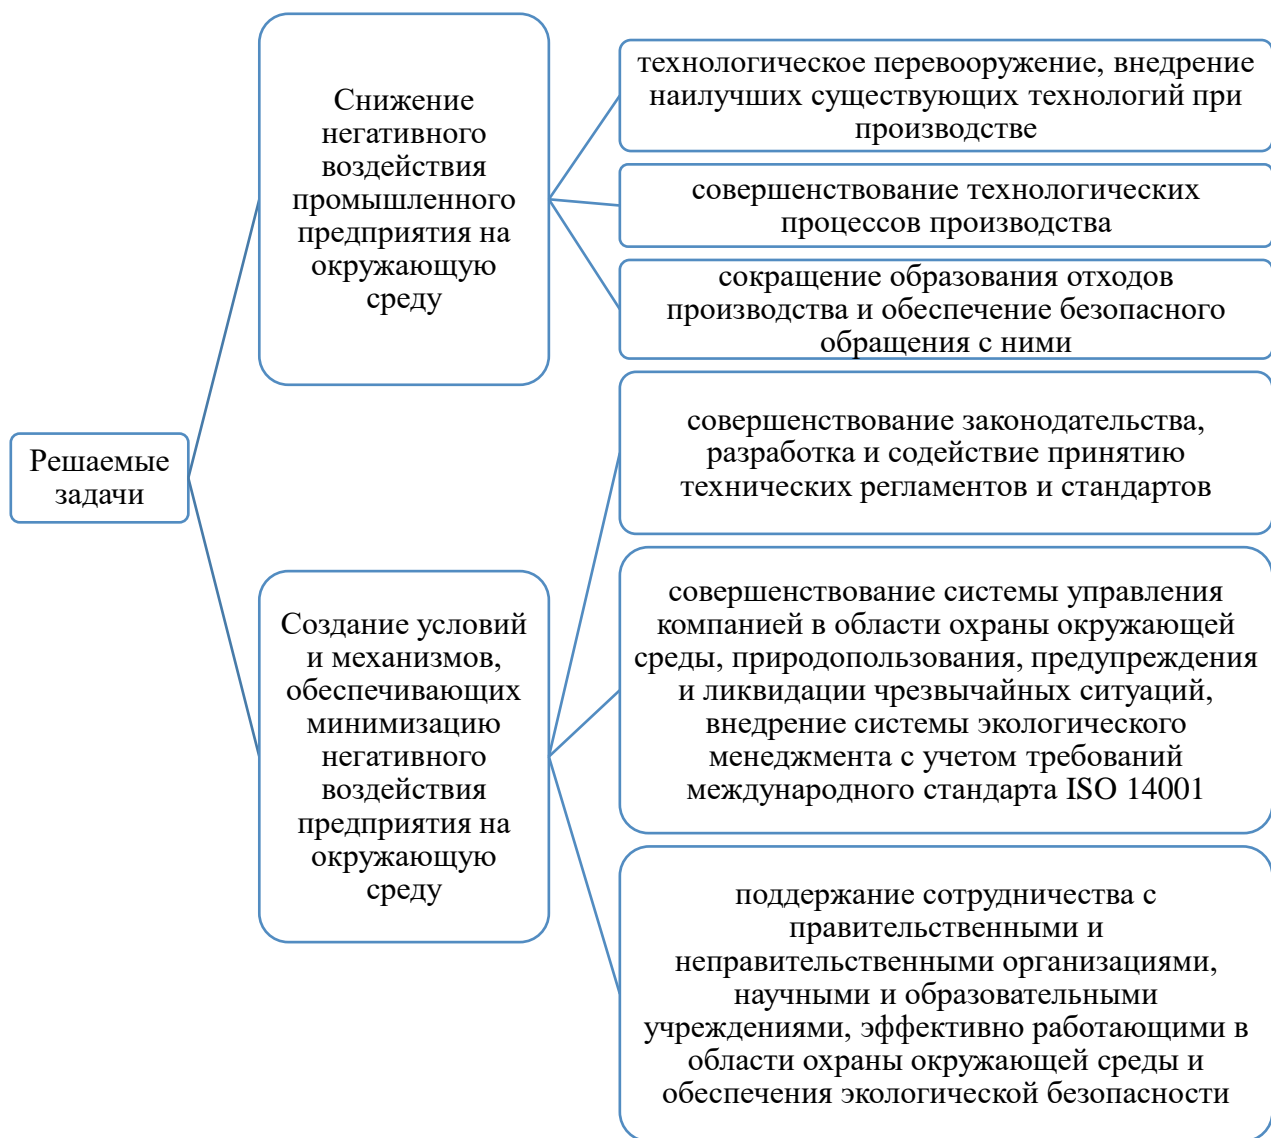 Решаемые
задачи
Снижение
негативного
воздействия
промышленного
предприятия на
окружающую
среду
технологическое перевооружение, внедрение
наилучших существующих технологий при
производстве
совершенствование технологических
процессов производства
сокращение образования отходов
производства и обеспечение безопасного
обращения с ними
Создание условий
и механизмов,
обеспечивающих
минимизацию
негативного
воздействия
предприятия на
окружающую
среду
совершенствование законодательства,
разработка и содействие принятию
технических регламентов и стандартов
совершенствование системы управления
компанией в области охраны окружающей
среды, природопользования, предупреждения
и ликвидации чрезвычайных ситуаций,
внедрение системы экологического
менеджмента с учетом требований
международного стандарта ISO 14001
поддержание сотрудничества с
правительственными и
неправительственными организациями,
научными и образовательными
учреждениями, эффективно работающими в
области охраны окружающей среды и
обеспечения экологической безопасности